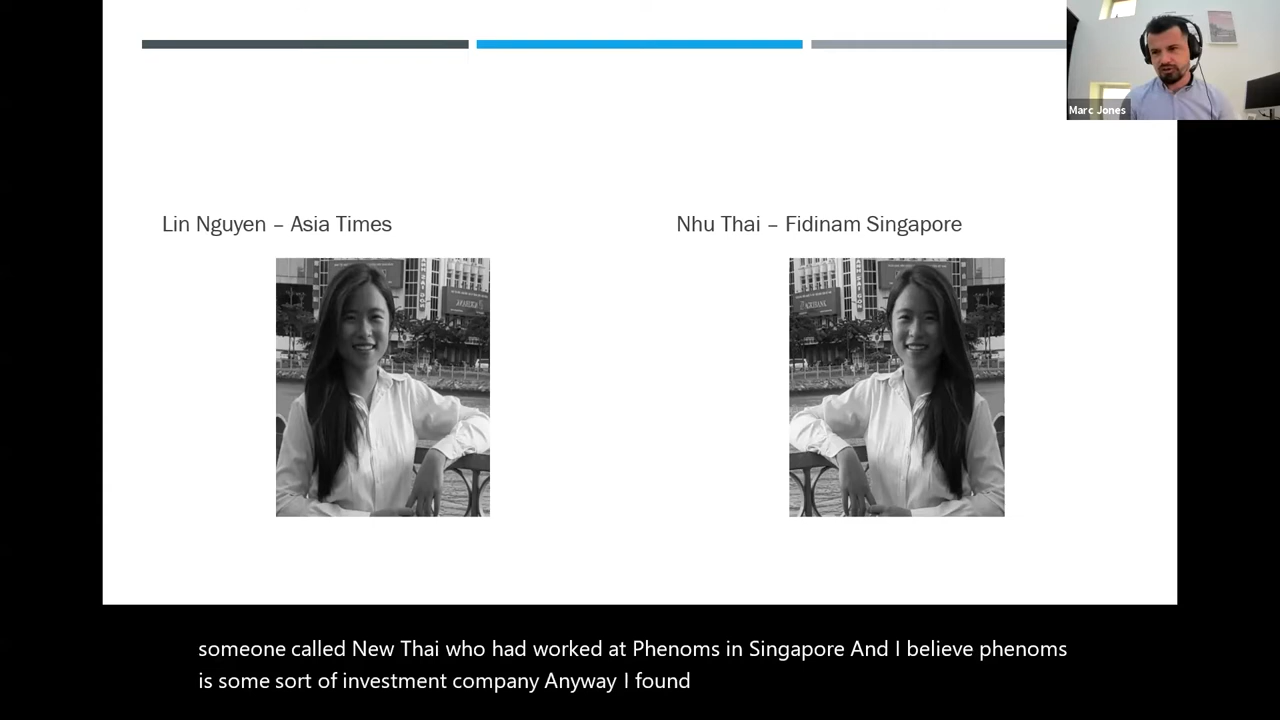 Marc Jones
Lin Nguyen – Asia Times
Nhu Thai – Fidinam Singapore
someone called New Thai who had worked at Phenoms in Singapore And I believe phenoms
is some sort of investment company Anyway I found